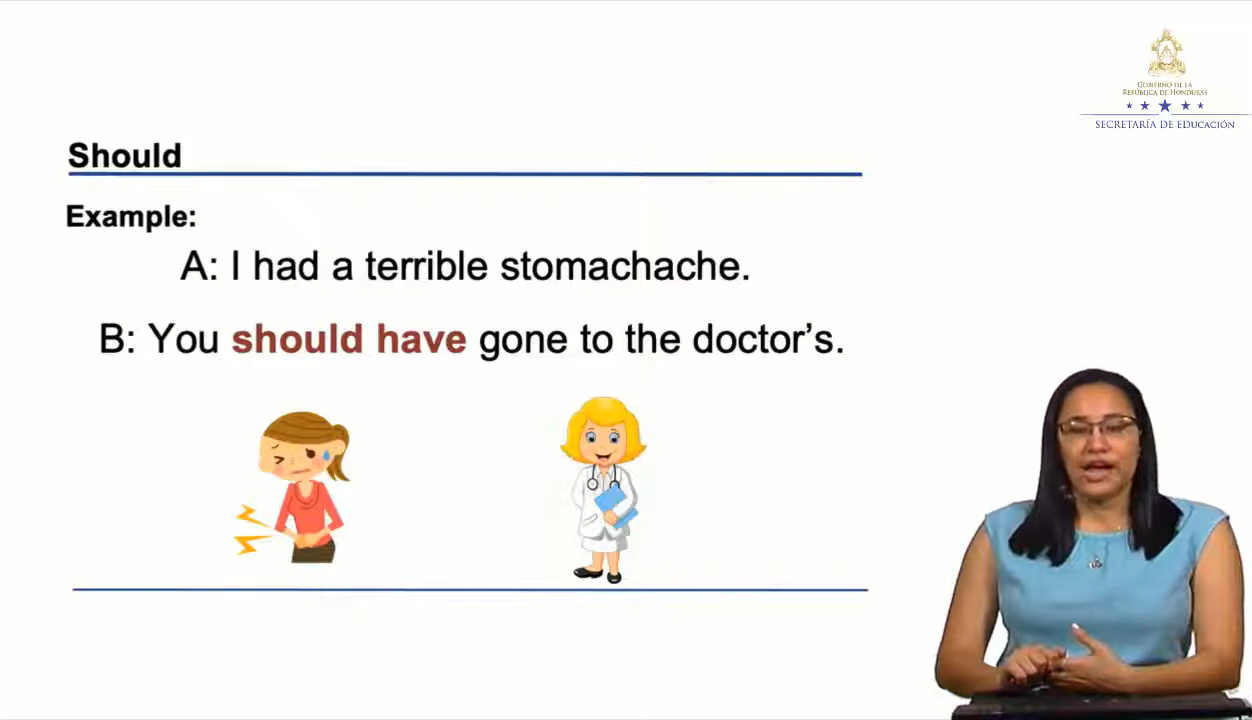 GOBIERNO DE LA
REPÚBLICA DE HONDURAS
SECRETARÍA DE EDUCACIÓN
Should
Example:
A: I had a terrible stomachache.
B: You should have gone to the doctor's.